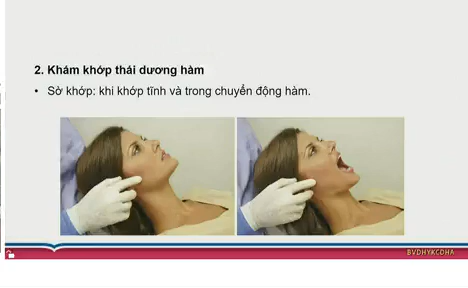 2. Khám khớp thái dương hàm
• Sờ khớp: khi khớp tĩnh và trong chuyển động hàm.
BVDHYKCDHA